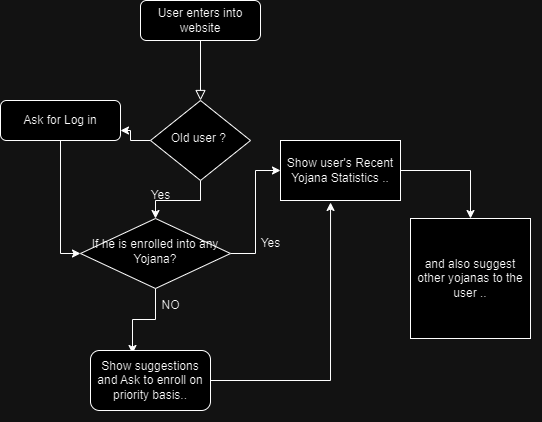 User enters into
website
Ask for Log in
Old user ?
Show user's Recent
Yojana Statistics ..
Yes
If he is enrolled into any
Yojana?
Yes
and also suggest
other yojanas to the
user ..
NO
Show suggestions
and Ask to enroll on
priority basis..